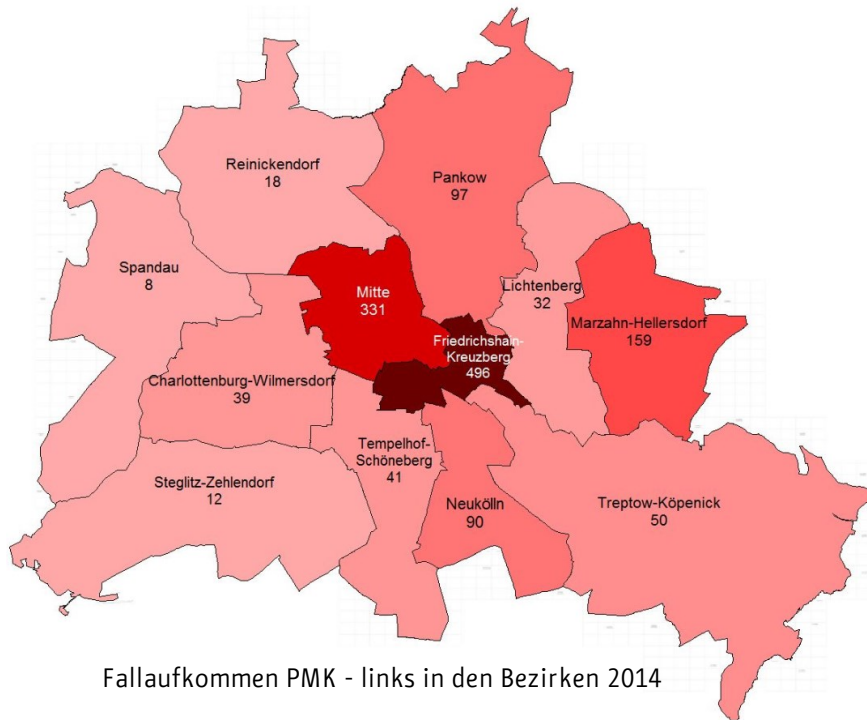 Reinickendorf
18
Pankow
97
Spandau
8
Mitte
331
Lichtenberg
32
Marzahn-Hellersdorf
159
Friedrichshain-
Kreuzberg
496
Charlottenburg-Wilmersdorf
39
Tempelhof-
Schöneberg
41
Steglitz-Zehlendorf
12
Neukölln
90
Treptow-Köpenick
50
Fallaufkommen PMK - links in den Bezirken 2014